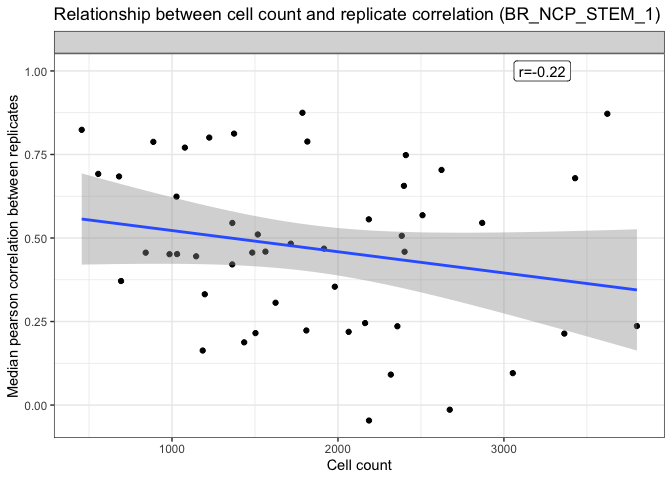 Relationship between cell count and replicate correlation (BR_NCP_STEM_1)
r=-0.22
1.00
0.75
0.50
0.25
0.00
Median pearson correlation between replicates
1000 2000 3000
Cell count